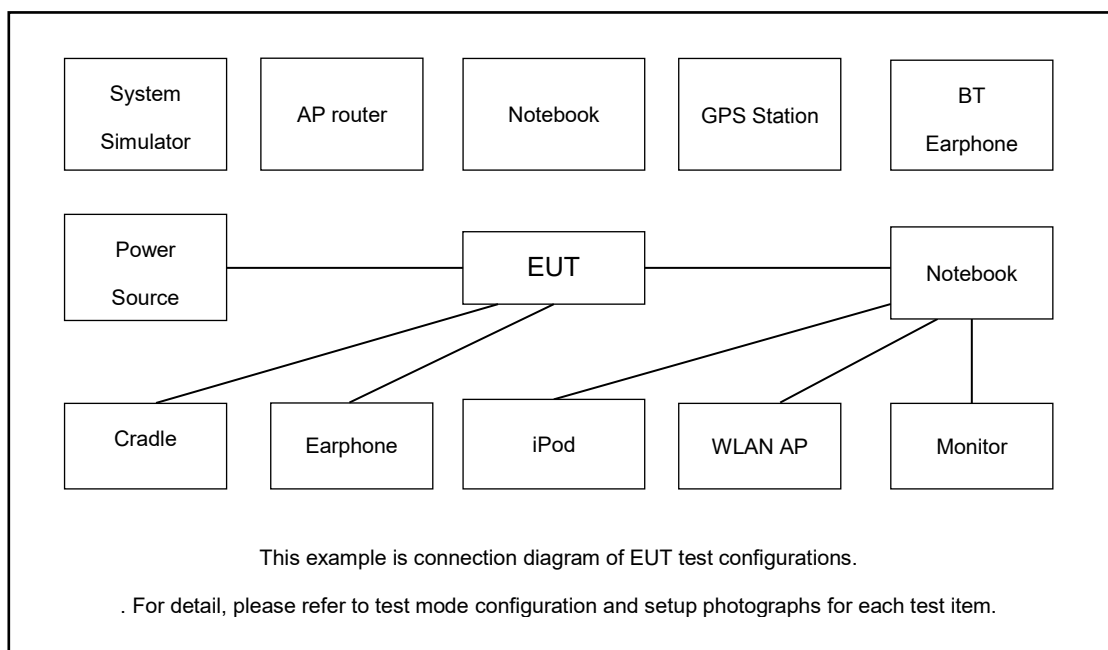 System
Simulator
AP router
Notebook
GPS Station
BT
Earphone
Power
Source
EUT
Notebook
Cradle
Earphone
iPod
WLAN AP
Monitor
This example is connection diagram of EUT test configurations.
. For detail, please refer to test mode configuration and setup photographs for each test item.